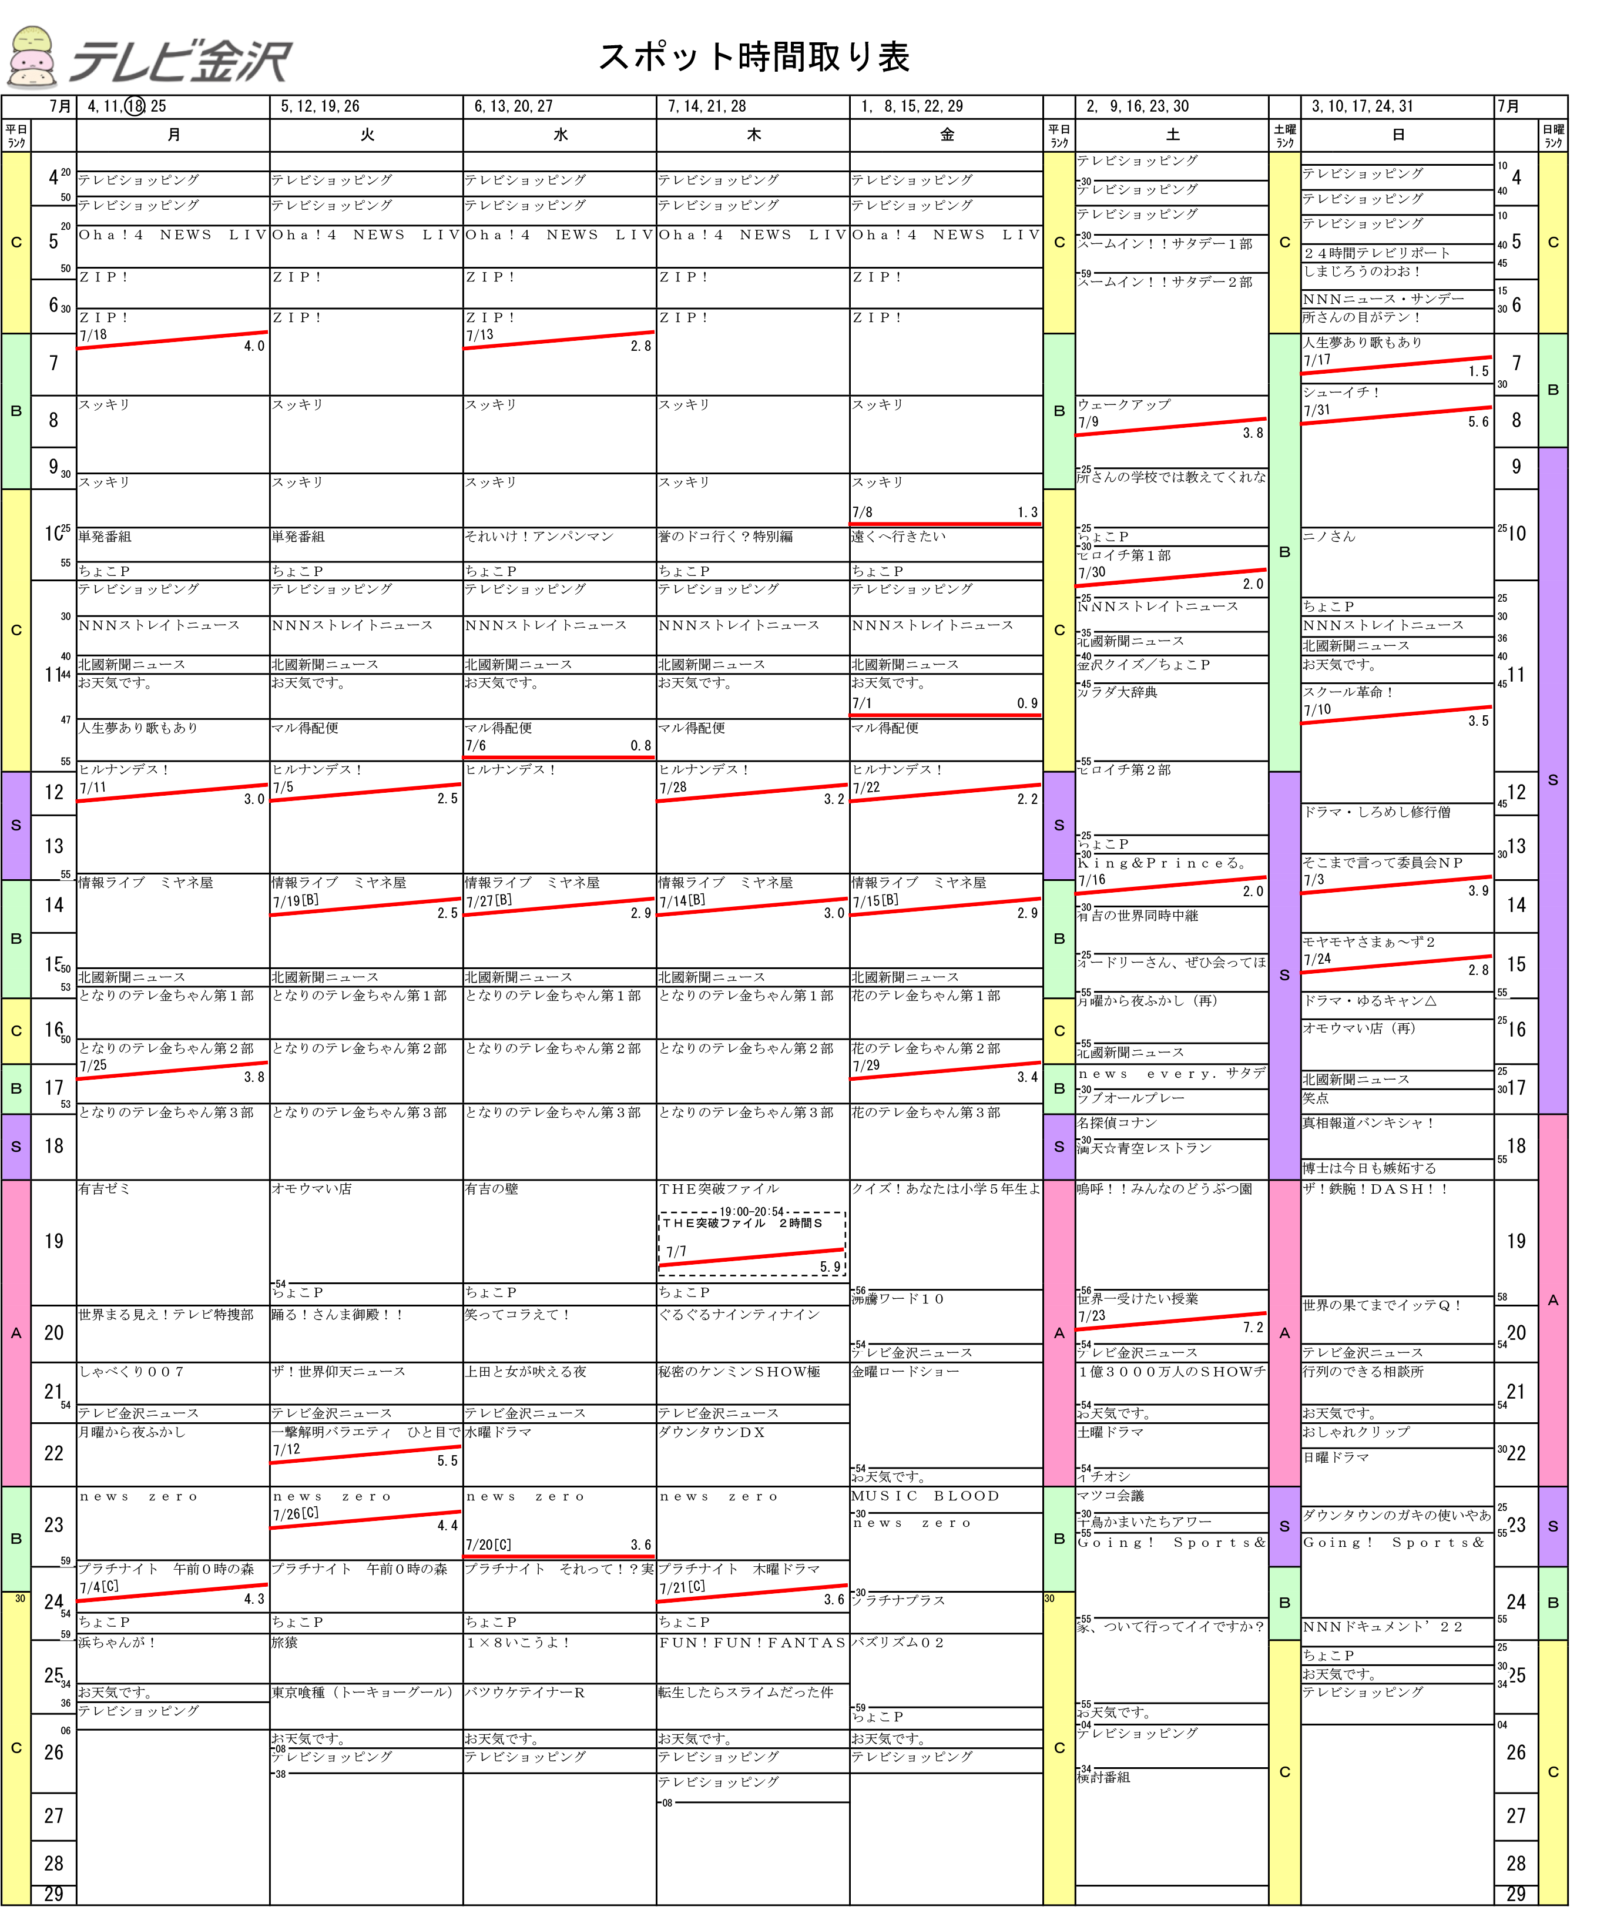 テレビ金沢
スポット時間取り表
7月 4,11,18,25 5,12,19,26 6,13,20,27 7,14,21,28 1, 8,15,22,29 2, 9,16,23,30 3,10,17,24,31 7月
平日ランク 月 火 水 木 金 平日ランク 土 土曜ランク 日 日曜ランク
月
4
20
テレビショッピング
50
テレビショッピング
5
20
Oha!4 NEWS LIV
50
ZIP!
6
30
ZIP!
7/18
4.0
7
スッキリ
8
9
30
スッキリ
10
25
単発番組
55
ちょこP
テレビショッピング
30
NNNストレイトニュース
40
北國新聞ニュース
11
44
お天気です。
47
人生夢あり歌もあり
55
ヒルナンデス!
7/11
3.0
12
13
55
情報ライブ ミヤネ屋
14
15
50
北國新聞ニュース
53
となりのテレ金ちゃん第1部
16
50
となりのテレ金ちゃん第2部
7/25
3.8
17
53
となりのテレ金ちゃん第3部
18
有吉ゼミ
19
世界まる見え!テレビ特捜部
20
しゃべくり007
21
54
テレビ金沢ニュース
月曜から夜ふかし
22
news zero
23
59
プラチナイト 午前0時の森
7/4[C]
4.3
30
24
54
ちょこP
59
浜ちゃんが!
25
34
お天気です。
36
テレビショッピング
06
26
27
28
29
C
B
C
S
B
C
B
S
A
B
C
火
テレビショッピング
テレビショッピング
Oha!4 NEWS LIV
ZIP!
ZIP!
スッキリ
スッキリ
単発番組
ちょこP
テレビショッピング
NNNストレイトニュース
北國新聞ニュース
お天気です。
マル得配便
ヒルナンデス!
7/5
2.5
情報ライブ ミヤネ屋
7/19[B]
2.5
北國新聞ニュース
となりのテレ金ちゃん第1部
となりのテレ金ちゃん第2部
となりのテレ金ちゃん第3部
オモウマい店
54
ちょこP
踊る!さんま御殿!!
ザ!世界仰天ニュース
テレビ金沢ニュース
一撃解明バラエティ ひと目で
7/12
5.5
news zero
7/26[C]
4.4
プラチナイト 午前0時の森
ちょこP
旅猿
東京喰種(トーキョーグール)
お天気です。
08
テレビショッピング
38
水
テレビショッピング
テレビショッピング
Oha!4 NEWS LIV
ZIP!
ZIP!
7/13
2.8
スッキリ
スッキリ
それいけ!アンパンマン
ちょこP
テレビショッピング
NNNストレイトニュース
北國新聞ニュース
お天気です。
マル得配便
7/6
0.8
ヒルナンデス!
情報ライブ ミヤネ屋
7/27[B]
2.9
北國新聞ニュース
となりのテレ金ちゃん第1部
となりのテレ金ちゃん第2部
となりのテレ金ちゃん第3部
有吉の壁
ちょこP
笑ってコラえて!
上田と女が吠える夜
テレビ金沢ニュース
水曜ドラマ
news zero
7/20[C]
3.6
プラチナイト それって!?実
ちょこP
1×8いこうよ!
バツウケテイナーR
お天気です。
テレビショッピング
木
テレビショッピング
テレビショッピング
Oha!4 NEWS LIV
ZIP!
ZIP!
スッキリ
スッキリ
誉のドコ行く?特別編
ちょこP
テレビショッピング
NNNストレイトニュース
北國新聞ニュース
お天気です。
マル得配便
ヒルナンデス!
7/28
3.2
情報ライブ ミヤネ屋
7/14[B]
3.0
北國新聞ニュース
となりのテレ金ちゃん第1部
となりのテレ金ちゃん第2部
となりのテレ金ちゃん第3部
THE突破ファイル
19:00-20:54
THE突破ファイル 2時間S
7/7
5.9
ちょこP
ぐるぐるナインティナイン
秘密のケンミンSHOW極
テレビ金沢ニュース
ダウンタウンDX
news zero
プラチナイト 木曜ドラマ
7/21[C]
3.6
ちょこP
FUN!FUN!FANTAS
転生したらスライムだった件
お天気です。
テレビショッピング
テレビショッピング
08
金
テレビショッピング
テレビショッピング
Oha!4 NEWS LIV
ZIP!
ZIP!
スッキリ
スッキリ
7/8
1.3
遠くへ行きたい
ちょこP
テレビショッピング
NNNストレイトニュース
北國新聞ニュース
お天気です。
7/1
0.9
マル得配便
ヒルナンデス!
7/22
2.2
情報ライブ ミヤネ屋
7/15[B]
2.9
北國新聞ニュース
花のテレ金ちゃん第1部
花のテレ金ちゃん第2部
7/29
3.4
花のテレ金ちゃん第3部
クイズ!あなたは小学5年生よ
56
沸騰ワード10
54
テレビ金沢ニュース
金曜ロードショー
54
お天気です。
MUSIC BLOOD
30
news zero
30
プラチナプラス
バズリズム02
59
ちょこP
お天気です。
テレビショッピング
C
B
C
S
B
C
B
S
A
B
30
C
土
テレビショッピング
30
テレビショッピング
テレビショッピング
30
ズームイン!!サタデー1部
59
ズームイン!!サタデー2部
ウェークアップ
7/9
3.8
25
所さんの学校では教えてくれな
25
ちょこP
30
ヒロイチ第1部
7/30
2.0
25
NNNストレイトニュース
35
北國新聞ニュース
40
金沢クイズ/ちょこP
45
カラダ大辞典
55
ヒロイチ第2部
25
ちょこP
30
King&Princeる。
7/16
2.0
30
有吉の世界同時中継
25
オードリーさん、ぜひ会ってほ
55
月曜から夜ふかし(再)
55
北國新聞ニュース
news every.サタデ
30
ラブオールプレー
名探偵コナン
30
満天☆青空レストラン
嗚呼!!みんなのどうぶつ園
56
世界一受けたい授業
7/23
7.2
54
テレビ金沢ニュース
1億3000万人のSHOWチ
54
お天気です。
土曜ドラマ
54
イチオシ
マツコ会議
30
千鳥かまいたちアワー
55
Going! Sports&
55
家、ついて行ってイイですか?
55
お天気です。
04
テレビショッピング
34
検討番組
C
B
S
A
S
B
C
日
10
テレビショッピング
4
40
テレビショッピング
10
テレビショッピング
5
40
24時間テレビリポート
45
しまじろうのわお!
15
NNNニュース・サンデー
6
30
所さんの目がテン!
人生夢あり歌もあり
7/17
1.5
7
30
シューイチ!
7/31
5.6
8
9
25
ニノさん
10
25
ちょこP
30
NNNストレイトニュース
36
北國新聞ニュース
40
お天気です。
11
45
スクール革命!
7/10
3.5
12
45
ドラマ・しろめし修行僧
13
30
そこまで言って委員会NP
7/3
3.9
14
モヤモヤさまぁ~ず2
7/24
2.8
15
55
ドラマ・ゆるキャン△
25
オモウマい店(再)
16
25
北國新聞ニュース
30
笑点
17
真相報道バンキシャ!
18
55
博士は今日も嫉妬する
ザ!鉄腕!DASH!!
19
58
世界の果てまでイッテQ!
20
54
テレビ金沢ニュース
行列のできる相談所
21
54
お天気です。
おしゃれクリップ
30
日曜ドラマ
22
25
ダウンタウンのガキの使いやあ
23
55
Going! Sports&
24
55
NNNドキュメント’22
25
ちょこP
30
お天気です。
25
34
テレビショッピング
04
26
27
28
29
C
B
S
A
S
B
C